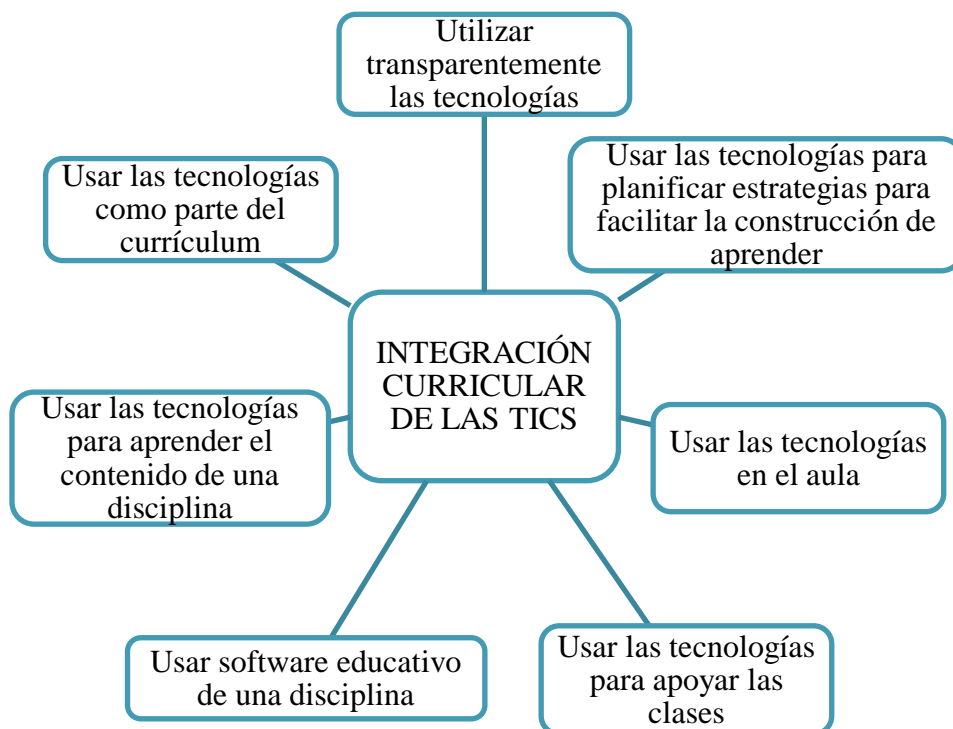 Utilizar
transparentemente
las tecnologías
Usar las tecnologías para
planificar estrategias para
facilitar la construcción de
aprender
Usar las tecnologías
en el aula
Usar las tecnologías
para apoyar las
clases
Usar software educativo
de una disciplina
Usar las tecnologías
para aprender el
contenido de una
disciplina
Usar las tecnologías
como parte del
currículum
INTEGRACIÓN
CURRICULAR
DE LAS TICS